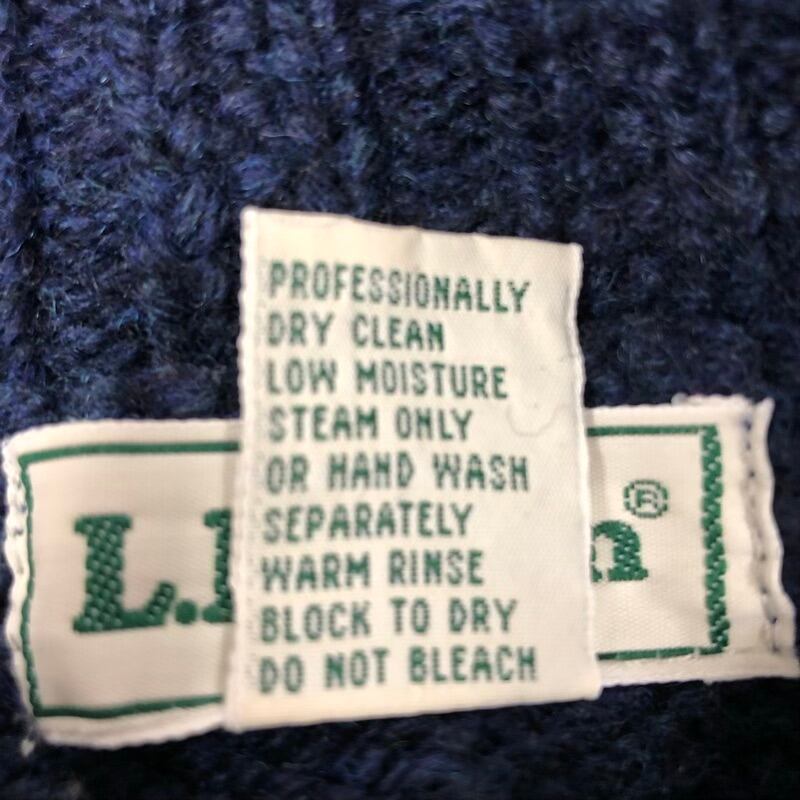 PROFESSIONALLY
DRY CLEAN
LOW MOISTURE
STEAM ONLY
OR HAND WASH
SEPARATELY
WARM RINSE
BLOCK TO DRY
DO NOT BLEACH
L. n®